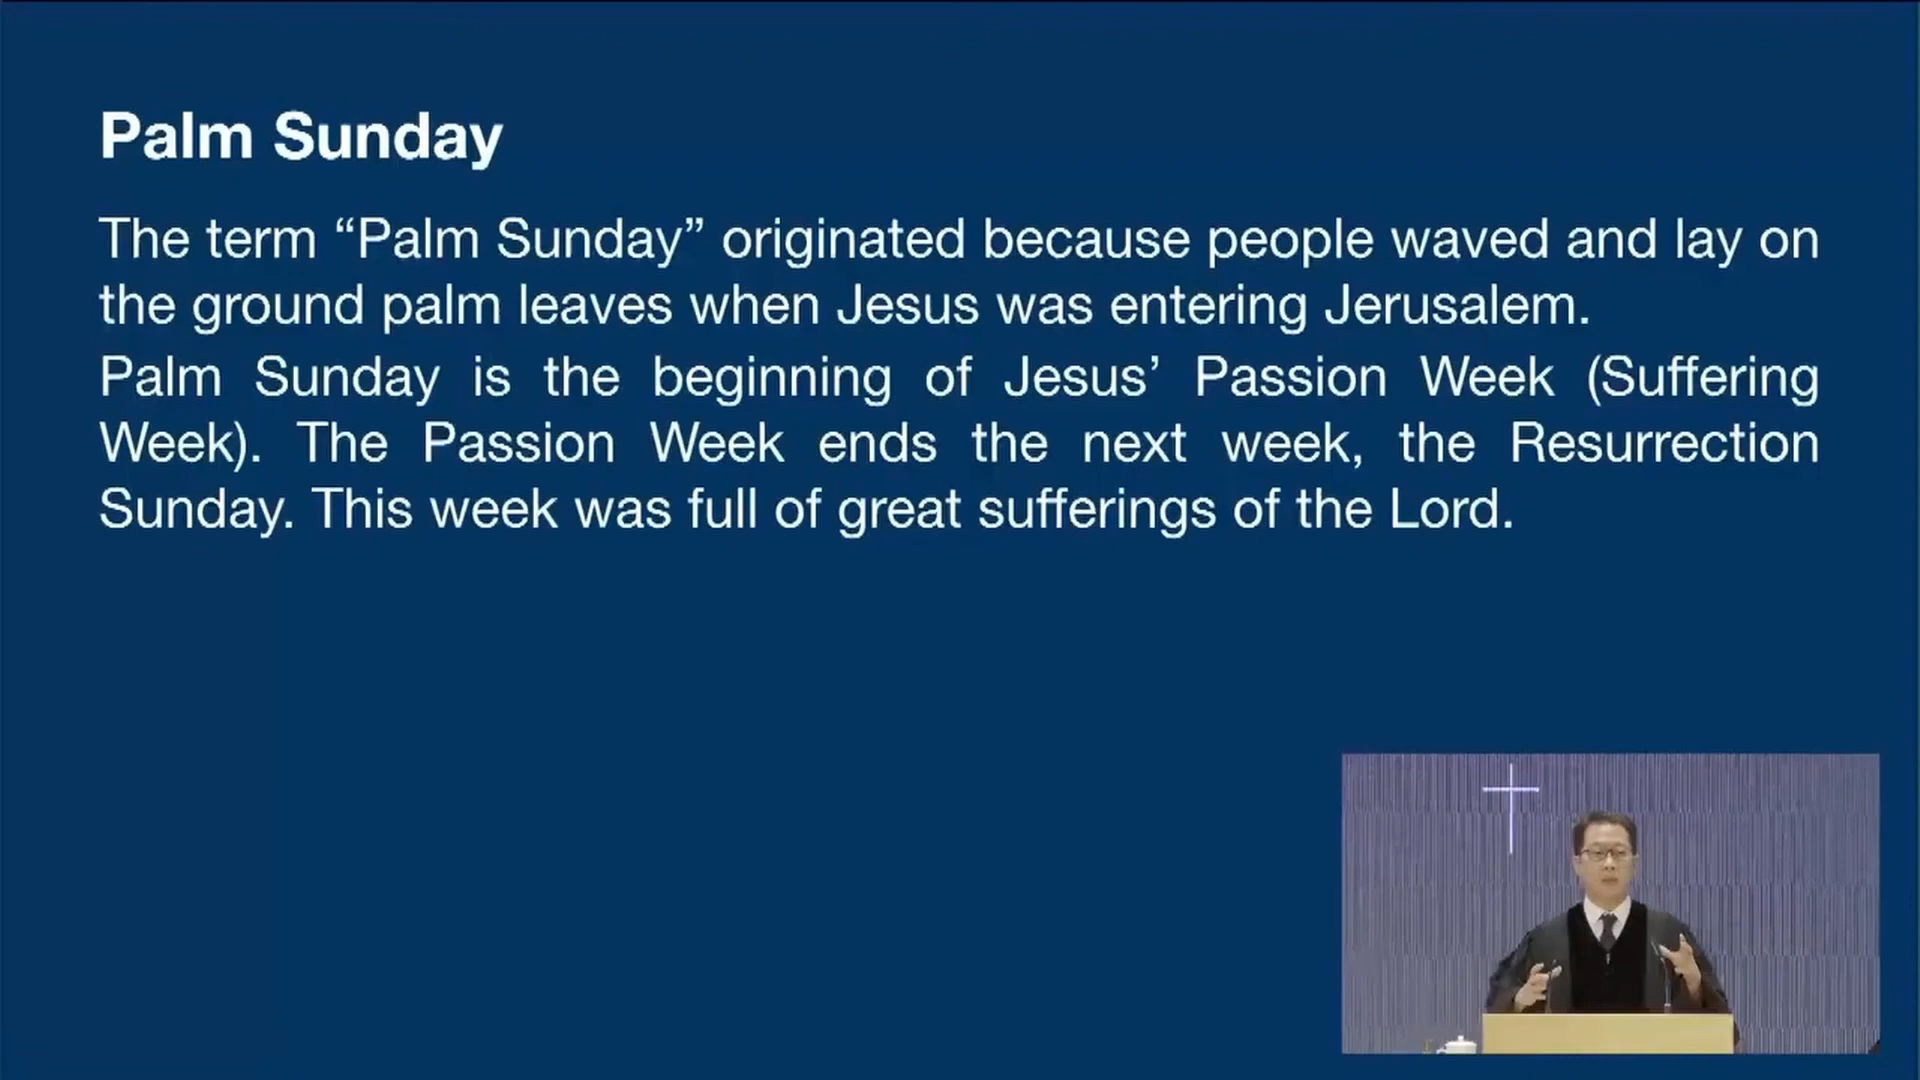 Palm Sunday
The term “Palm Sunday” originated because people waved and lay on
the ground palm leaves when Jesus was entering Jerusalem.
Palm Sunday is the beginning of Jesus’ Passion Week (Suffering
Week). The Passion Week ends the next week, the Resurrection
Sunday. This week was full of great sufferings of the Lord.